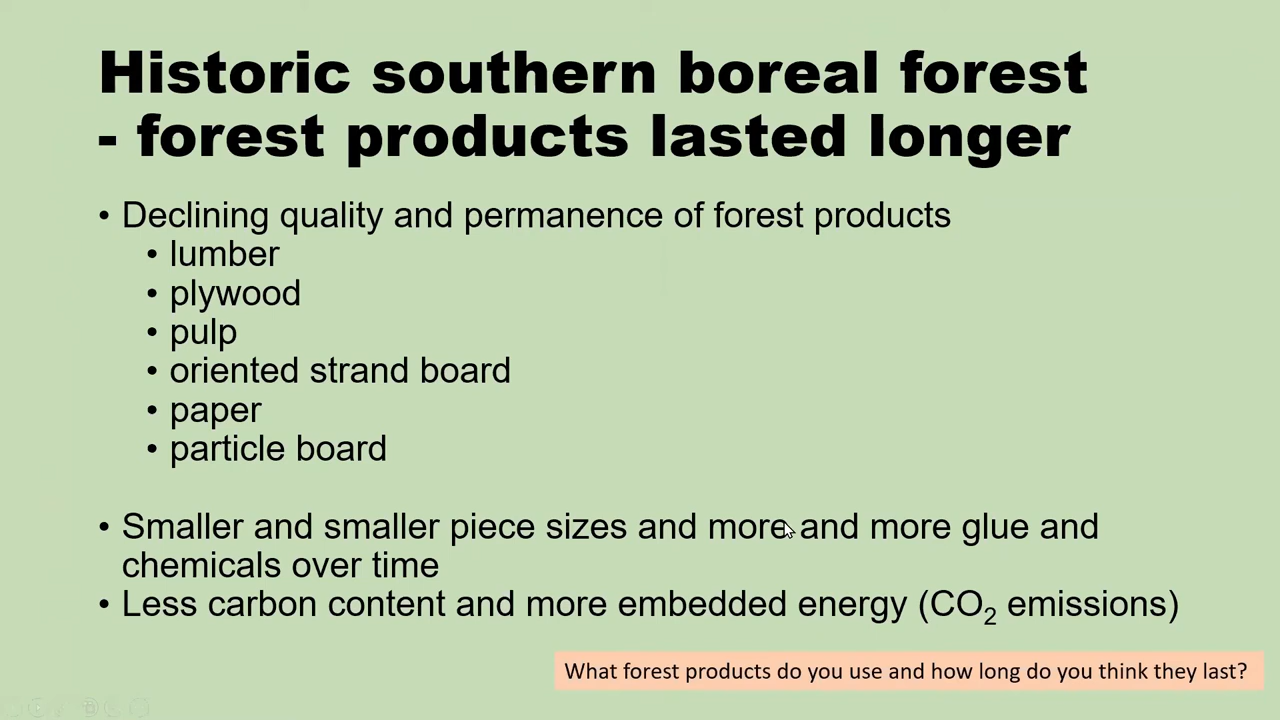 Historic southern boreal forest
- forest products lasted longer
• Declining quality and permanence of forest products
• lumber
• plywood
• pulp
• oriented strand board
• paper
• particle board
• Smaller and smaller piece sizes and more and more glue and
chemicals over time
• Less carbon content and more embedded energy (CO₂ emissions)
What forest products do you use and how long do you think they last?